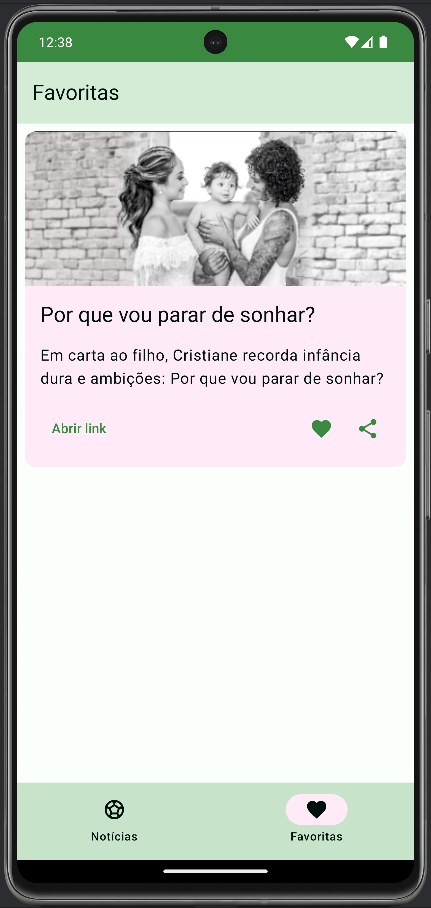 12:38
Favoritas
Por que vou parar de sonhar?
Em carta ao filho, Cristiane recorda infância
dura e ambições: Por que vou parar de sonhar?
Abrir link
Notícias
Favoritas